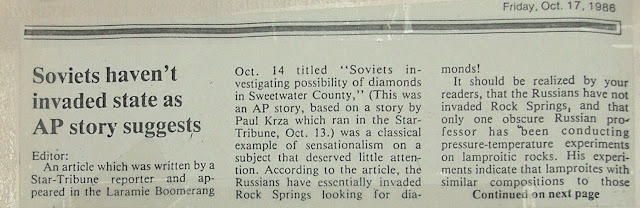 Friday, Oct. 17, 1986
Soviets haven't
invaded state as
AP story suggests
Editor:
An article which was written by a
Star-Tribune reporter and ap-
peared in the Laramie Boomerang
Oct. 14 titled "Soviets in-
vestigating possibility of diamonds
in Sweetwater County," (This was
an AP story, based on a story by
Paul Krza which ran in the Star-
Tribune, Oct. 13.) was a classical
example of sensationalism on a
subject that deserved little atten-
tion. According to the article, the
Russians have essentially invaded
Rock Springs looking for dia-
monds!
It should be realized by your
readers, that the Russians have not
invaded Rock Springs, and that
only one obscure Russian pro-
fessor has been conducting
pressure-temperature experiments
on lamproitic rocks. His experi-
ments indicate that lamproites with
similar compositions to those
Continued on next page